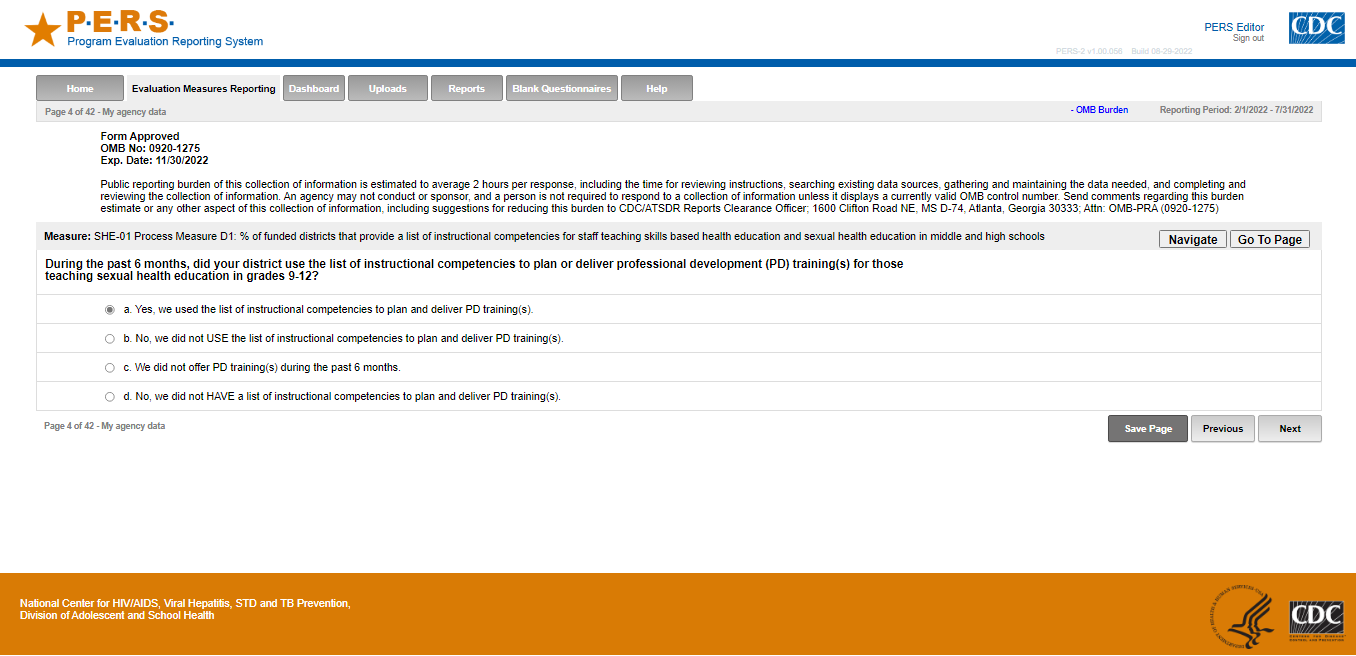 P·E·R·S·
Program Evaluation Reporting System
PERS Editor
Sign out
CDC
PERS-2 v1.00.056 Build 08-29-2022
Home
Evaluation Measures Reporting
Dashboard
Uploads
Reports
Blank Questionnaires
Help
Page 4 of 42 - My agency data
- OMB Burden
Reporting Period: 2/1/2022 - 7/31/2022
Form Approved
OMB No: 0920-1275
Exp. Date: 11/30/2022
Public reporting burden of this collection of information is estimated to average 2 hours per response, including the time for reviewing instructions, searching existing data sources, gathering and maintaining the data needed, and completing and
reviewing the collection of information. An agency may not conduct or sponsor, and a person is not required to respond to a collection of information unless it displays a currently valid OMB control number. Send comments regarding this burden
estimate or any other aspect of this collection of information, including suggestions for reducing this burden to CDC/ATSDR Reports Clearance Officer; 1600 Clifton Road NE, MS D-74, Atlanta, Georgia 30333; Attn: OMB-PRA (0920-1275)
Measure: SHE-01 Process Measure D1: % of funded districts that provide a list of instructional competencies for staff teaching skills based health education and sexual health education in middle and high schools
Navigate
Go To Page
During the past 6 months, did your district use the list of instructional competencies to plan or deliver professional development (PD) training(s) for those
teaching sexual health education in grades 9-12?
a. Yes, we used the list of instructional competencies to plan and deliver PD training(s).
b. No, we did not USE the list of instructional competencies to plan and deliver PD training(s).
c. We did not offer PD training(s) during the past 6 months.
d. No, we did not HAVE a list of instructional competencies to plan and deliver PD training(s).
Page 4 of 42 - My agency data
Save Page
Previous
Next
National Center for HIV/AIDS, Viral Hepatitis, STD and TB Prevention,
Division of Adolescent and School Health
CDC
CENTERS FOR DISEASE
CONTROL AND PREVENTION